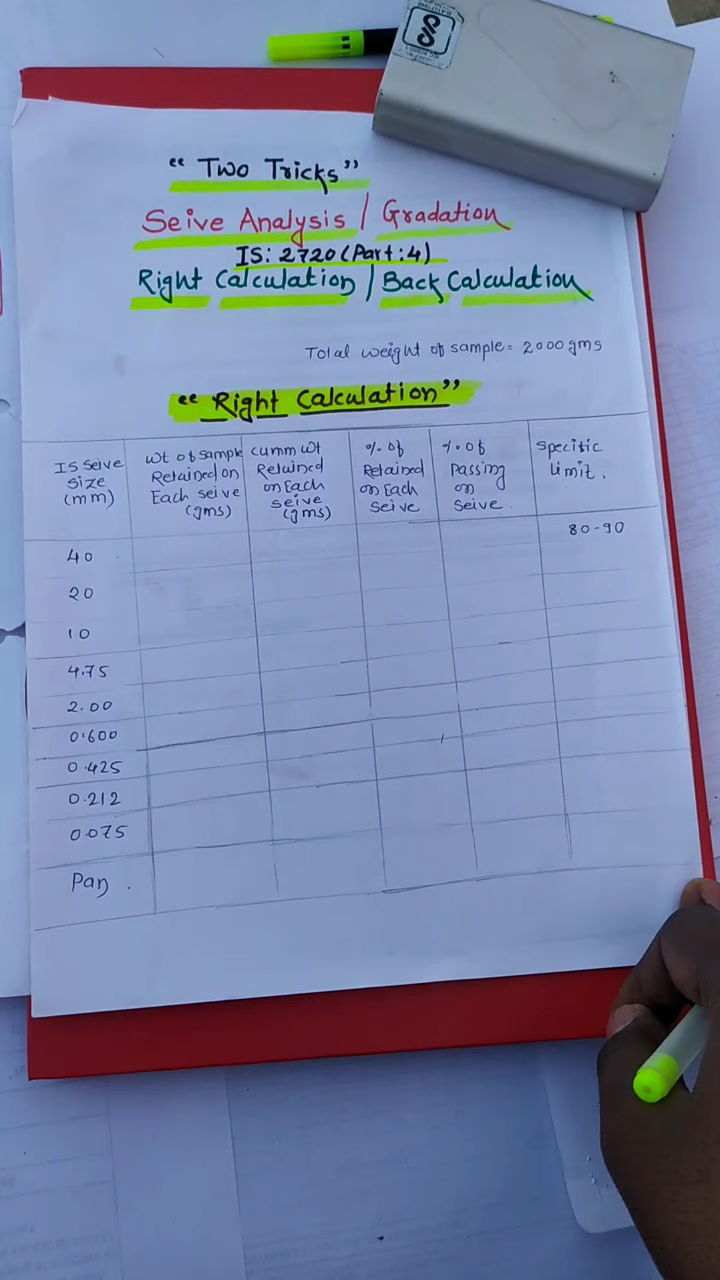 “Two Tricks”
Seive Analysis / Gradation
IS: 2720 (Part:4)
Right Calculation / Back Calculation
Total weight of sample= 2000gms
“Right Calculation”
IS Seive
Size
(mm)
Wt of Sample
Retained on
Each seive
(gms)
cumm wt
Retained
on Each
seive
(gms)
% of
Retained
on Each
Seive
% of
Passing
on
Seive
Specific
Limit.
80-90
40
20
10
4.75
2.00
0.600
0.425
0.212
0.075
Pan.